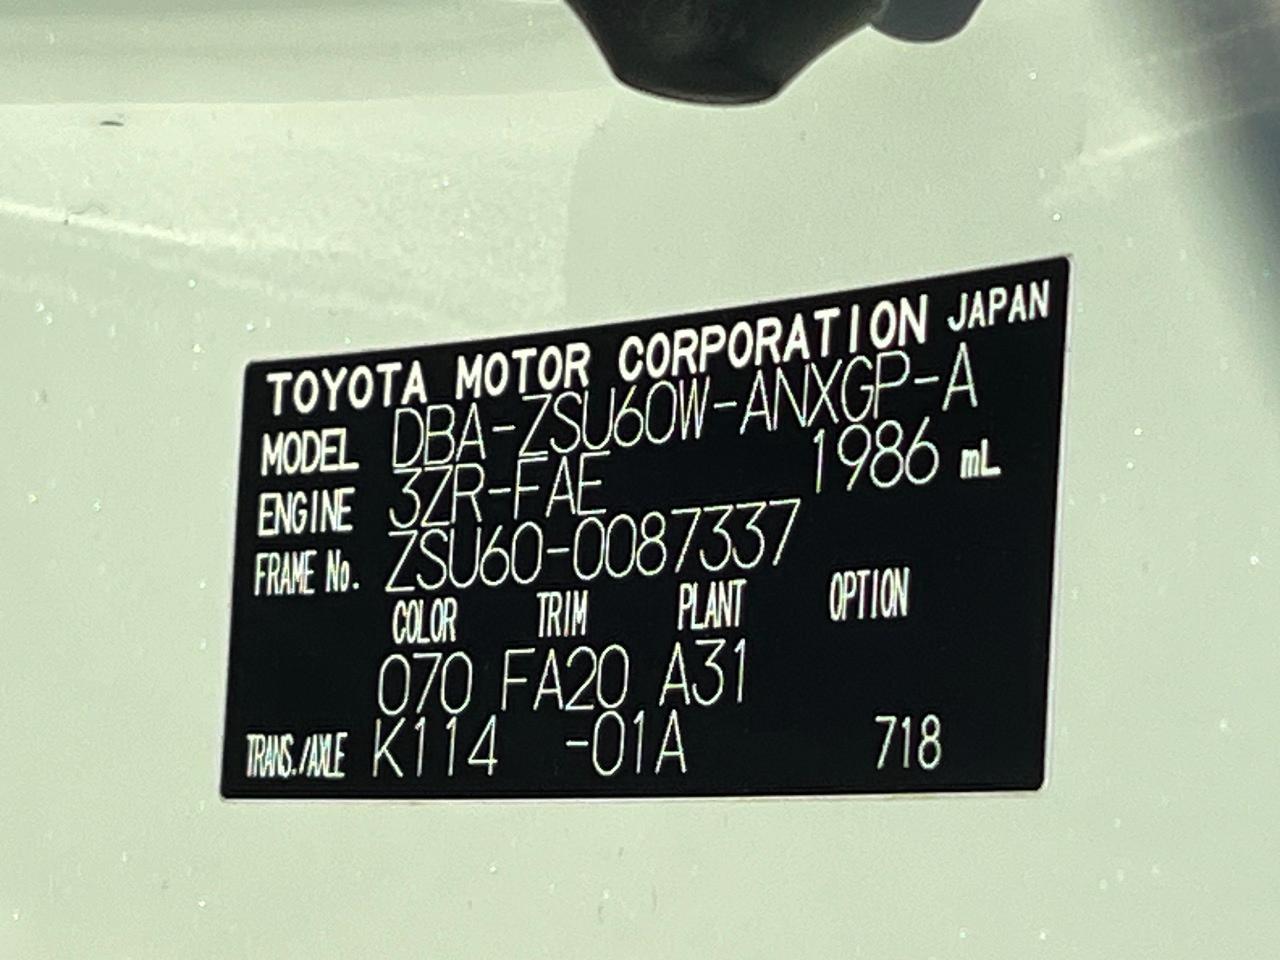 TOYOTA MOTOR CORPORATION JAPAN
MODEL DBA-ZSU60W-ANXGP-A
ENGINE 3ZR-FAE 1986 mL
FRAME No. ZSU60-0087337
COLOR TRIM PLANT OPTION
070 FA20 A31
TRANS./AXLE K114 -01A 718